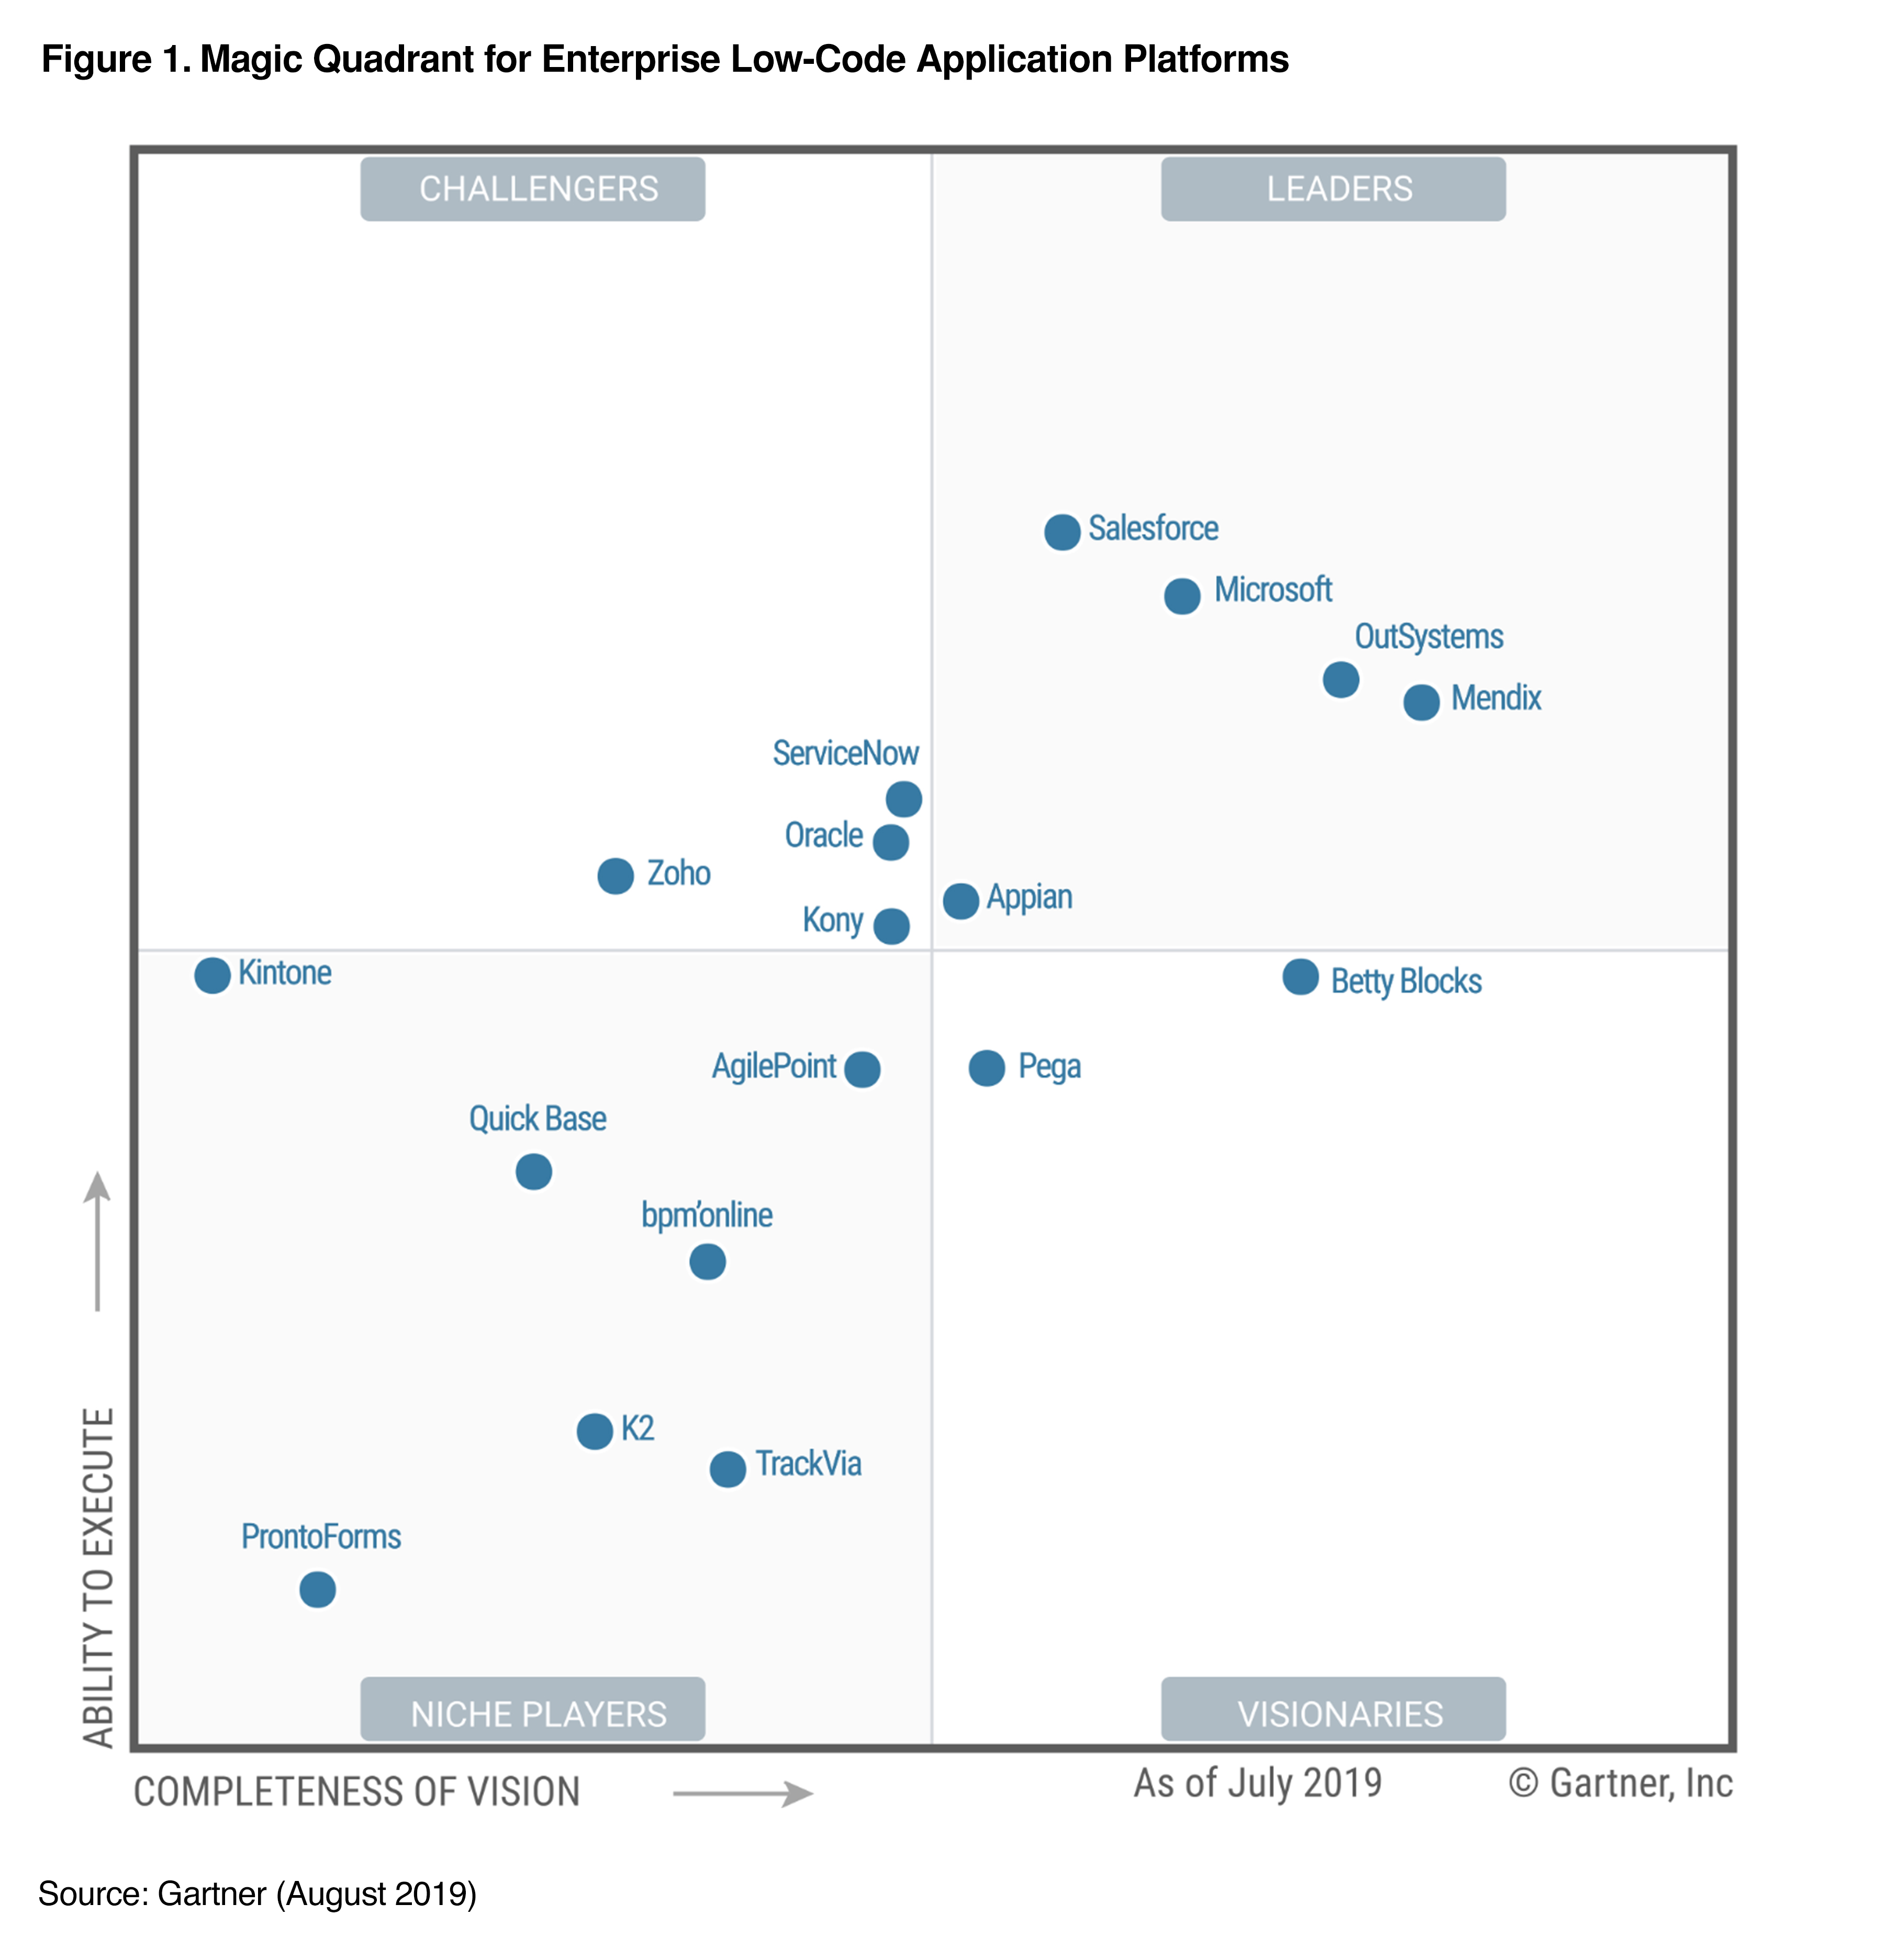 Figure 1. Magic Quadrant for Enterprise Low-Code Application Platforms
CHALLENGERS
LEADERS
Salesforce
Microsoft
OutSystems
Mendix
ServiceNow
Oracle
Zoho
Appian
Kony
Kintone
Betty Blocks
AgilePoint
Pega
Quick Base
bpm’online
K2
TrackVia
ProntoForms
NICHE PLAYERS
VISIONARIES
ABILITY TO EXECUTE
COMPLETENESS OF VISION
As of July 2019
© Gartner, Inc
Source: Gartner (August 2019)